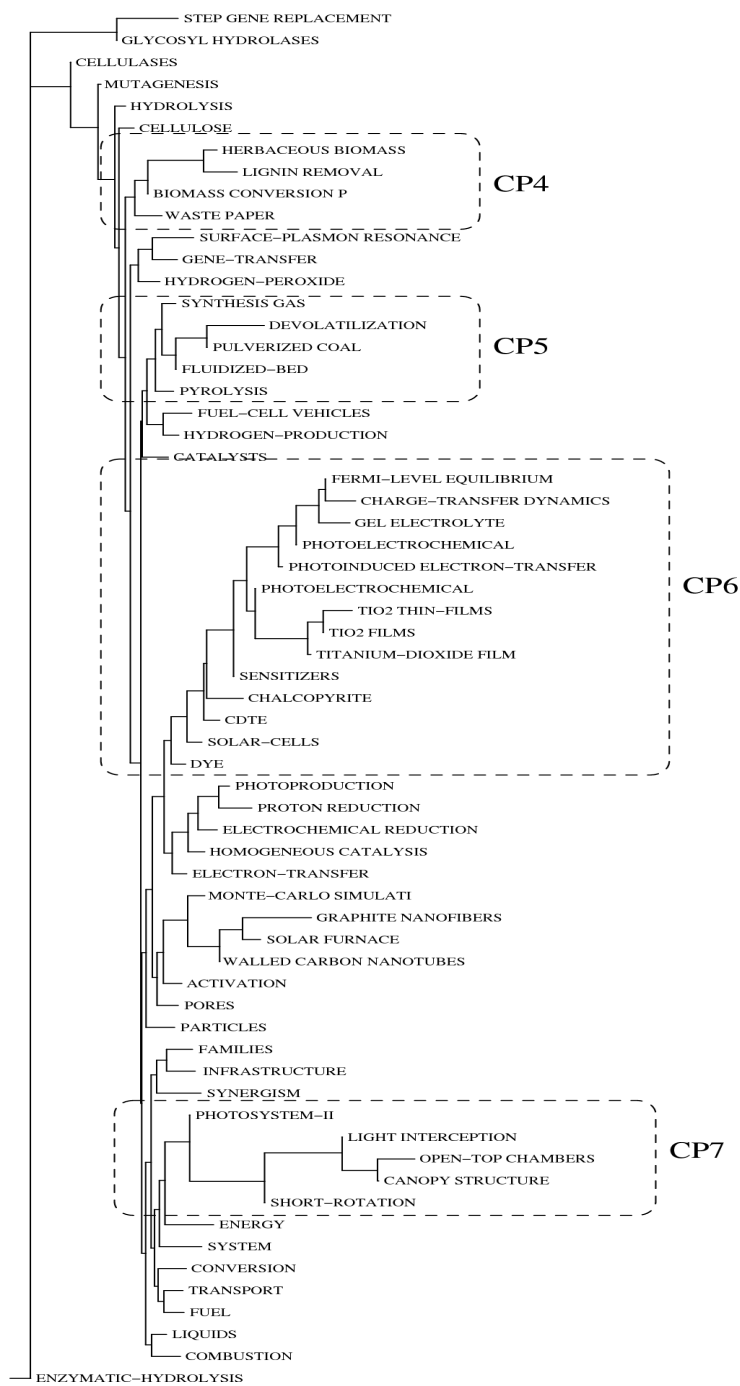 STEP GENE REPLACEMENT
GLYCOSYL HYDROLASES
CELLULASES
MUTAGENESIS
HYDROLYSIS
CELLULOSE
HERBACEOUS BIOMASS
LIGNIN REMOVAL
CP4
BIOMASS CONVERSION P
WASTE PAPER
SURFACE−PLASMON RESONANCE
GENE−TRANSFER
HYDROGEN−PEROXIDE
SYNTHESIS GAS
DEVOLATILIZATION
CP5
PULVERIZED COAL
FLUIDIZED−BED
PYROLYSIS
FUEL−CELL VEHICLES
HYDROGEN−PRODUCTION
CATALYSTS
FERMI−LEVEL EQUILIBRIUM
CHARGE−TRANSFER DYNAMICS
GEL ELECTROLYTE
PHOTOELECTROCHEMICAL
PHOTOINDUCED ELECTRON−TRANSFER
CP6
PHOTOELECTROCHEMICAL
TIO2 THIN−FILMS
TIO2 FILMS
TITANIUM−DIOXIDE FILM
SENSITIZERS
CHALCOPYRITE
CDTE
SOLAR−CELLS
DYE
PHOTOPRODUCTION
PROTON REDUCTION
ELECTROCHEMICAL REDUCTION
HOMOGENEOUS CATALYSIS
ELECTRON−TRANSFER
MONTE−CARLO SIMULATI
GRAPHITE NANOFIBERS
SOLAR FURNACE
WALLED CARBON NANOTUBES
ACTIVATION
PORES
PARTICLES
FAMILIES
INFRASTRUCTURE
SYNERGISM
PHOTOSYSTEM−II
LIGHT INTERCEPTION
CP7
OPEN−TOP CHAMBERS
CANOPY STRUCTURE
SHORT−ROTATION
ENERGY
SYSTEM
CONVERSION
TRANSPORT
FUEL
LIQUIDS
COMBUSTION
ENZYMATIC−HYDROLYSIS